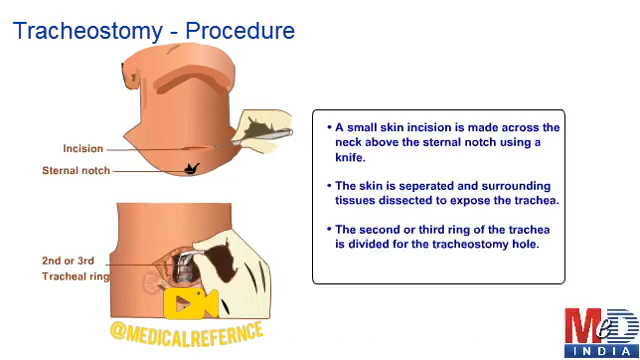 Tracheostomy - Procedure
Incision
Sternal notch
• A small skin incision is made across the
neck above the sternal notch using a
knife.
• The skin is seperated and surrounding
tissues dissected to expose the trachea.
• The second or third ring of the trachea
is divided for the tracheostomy hole.
2nd or 3rd
Tracheal ring
@MEDICALREFERNCE
MeD
INDIA